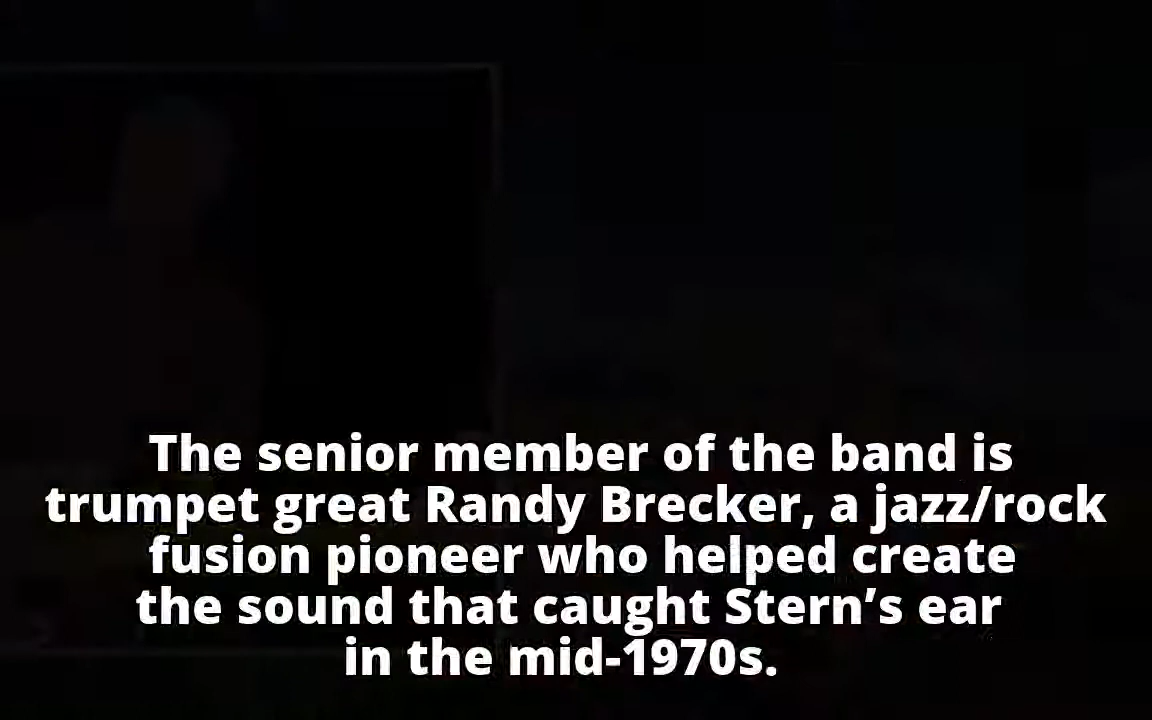 The senior member of the band is
trumpet great Randy Brecker, a jazz/rock
fusion pioneer who helped create
the sound that caught Stern’s ear
in the mid-1970s.